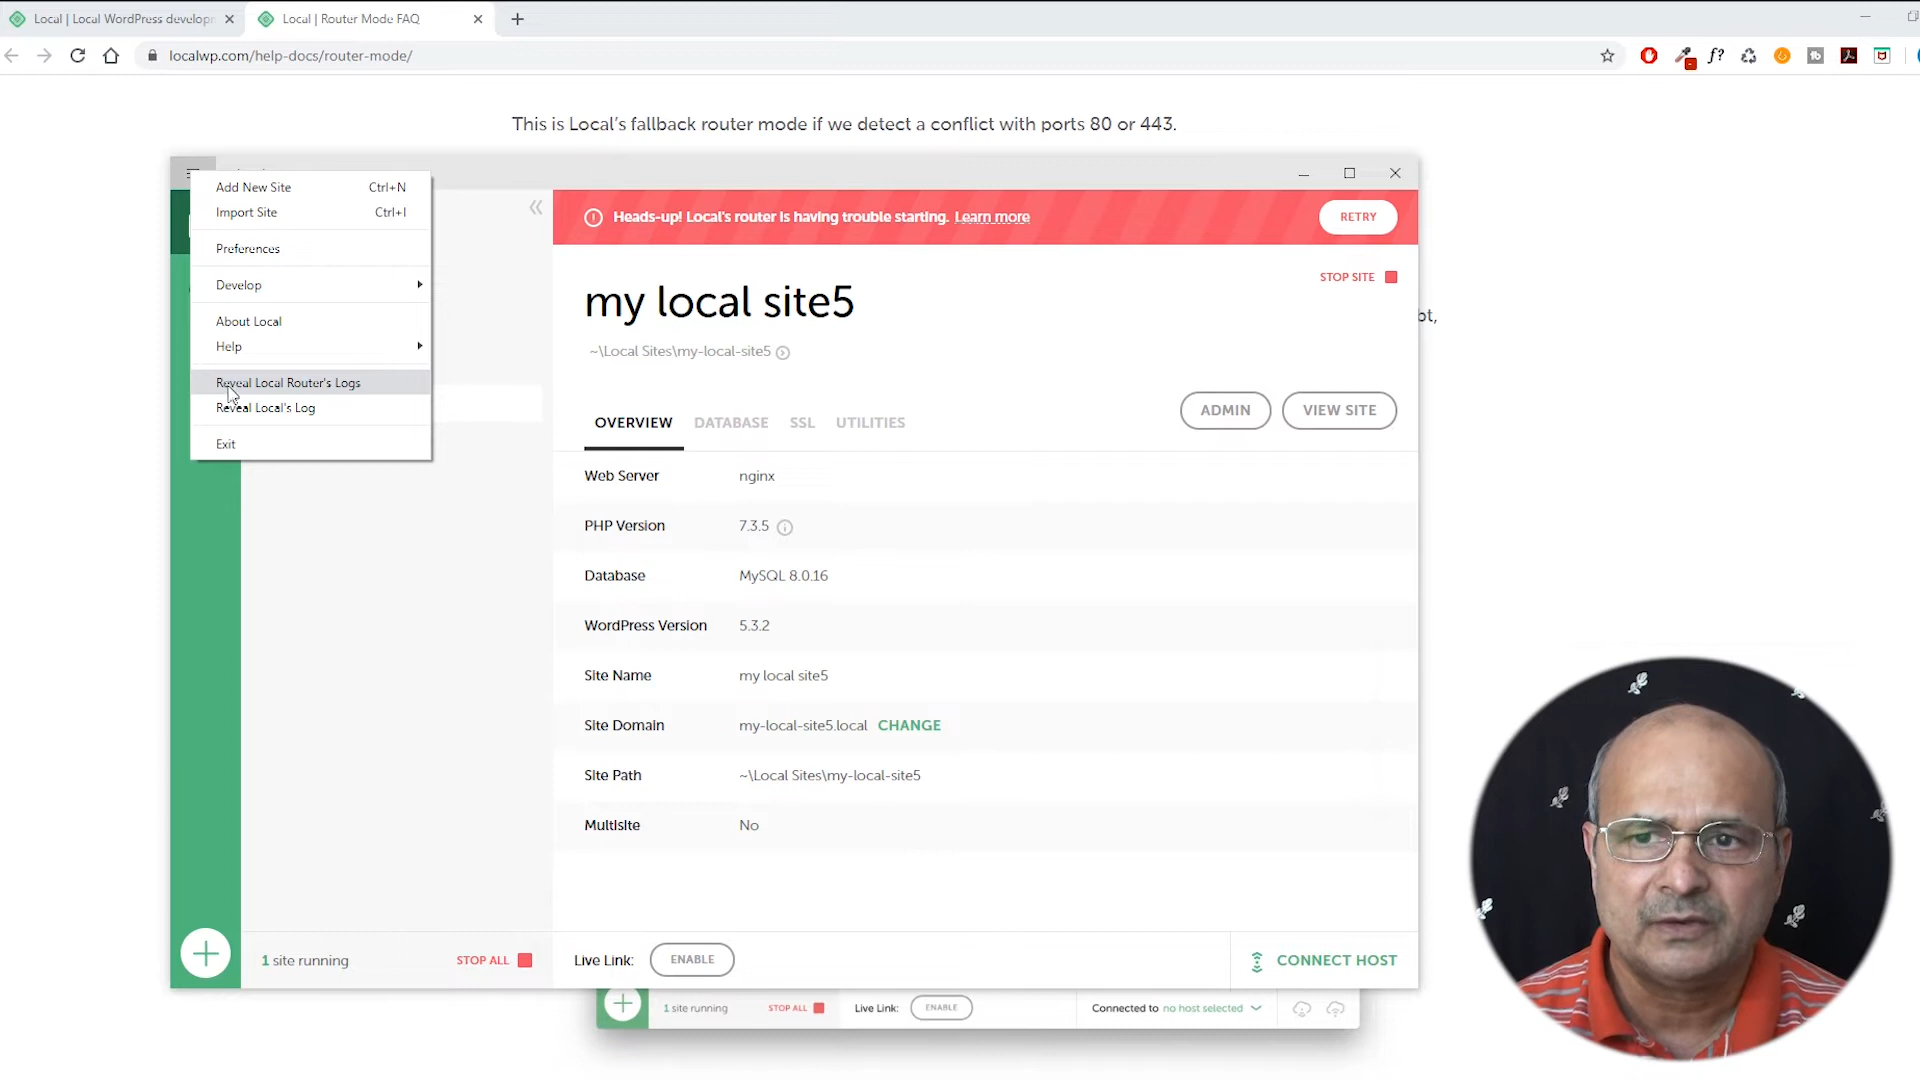 Local | Local WordPress developm
Local | Router Mode FAQ
localwp.com/help-docs/router-mode/
f?
This is Local's fallback router mode if we detect a conflict with ports 80 or 443.
Add New Site Ctrl+N
Import Site Ctrl+I
Preferences
Develop
About Local
Help
Reveal Local Router's Logs
Reveal Local's Log
Exit
Heads-up! Local's router is having trouble starting. Learn more
RETRY
STOP SITE
my local site5
~\Local Sites\my-local-site5
bt,
OVERVIEW DATABASE SSL UTILITIES
ADMIN VIEW SITE
Web Server nginx
PHP Version 7.3.5
Database MySQL 8.0.16
WordPress Version 5.3.2
Site Name my local site5
Site Domain my-local-site5.local CHANGE
Site Path ~\Local Sites\my-local-site5
Multisite No
1 site running STOP ALL
Live Link: ENABLE
CONNECT HOST
1 site running STOP ALL Live Link: ENABLE Connected to no host selected